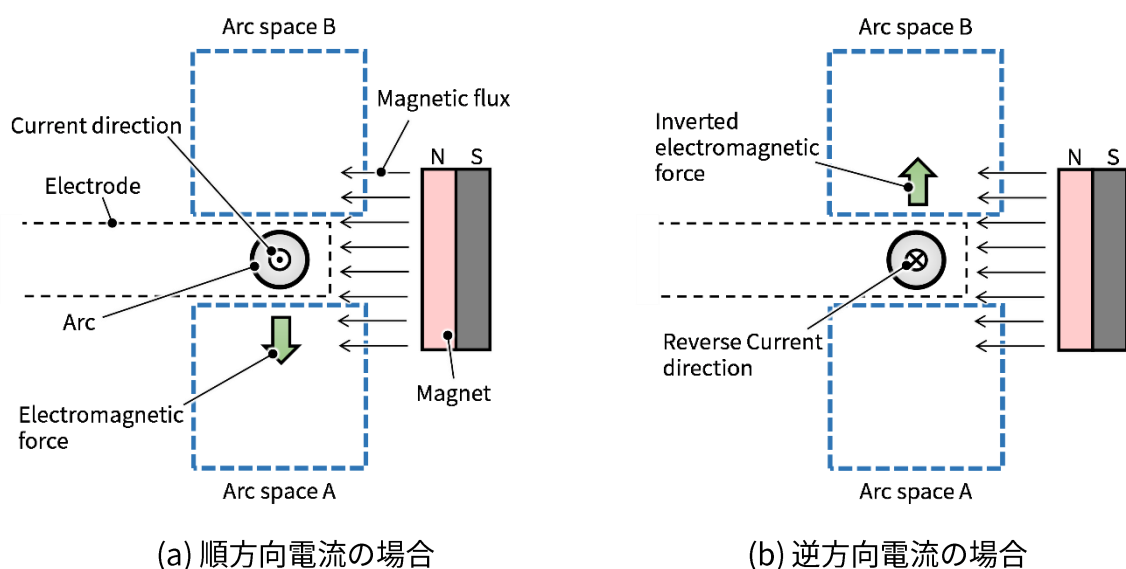 Arc space B
Magnetic flux
Current direction
N S
Electrode
Arc
Magnet
Electromagnetic
force
Arc space A
(a) 順方向電流の場合
Arc space B
Inverted
electromagnetic
force
N S
Reverse Current
direction
Arc space A
(b) 逆方向電流の場合